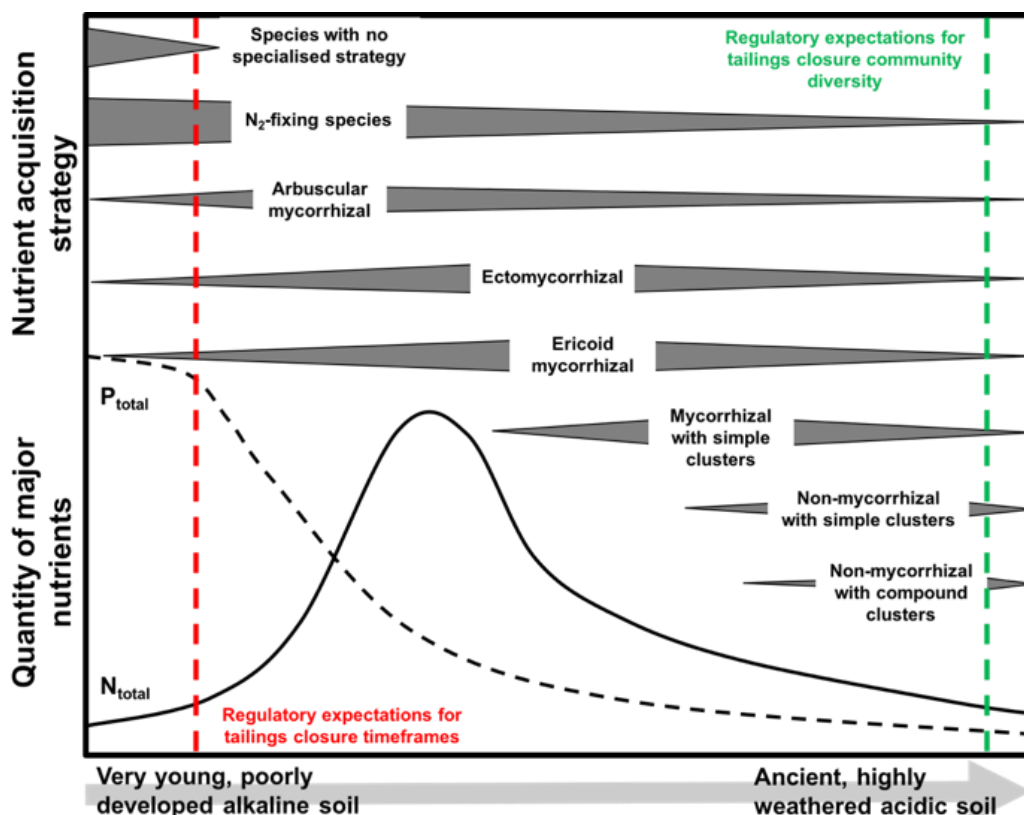 Nutrient acquisition
strategy
Quantity of major
nutrients
Species with no
specialised strategy
Regulatory expectations for
tailings closure community
diversity
N₂-fixing species
Arbuscular
mycorrhizal
Ectomycorrhizal
Ericoid
mycorrhizal
P total
Mycorrhizal
with simple
clusters
Non-mycorrhizal
with simple clusters
Non-mycorrhizal
with compound
clusters
N total
Regulatory expectations for
tailings closure timeframes
Very young, poorly
developed alkaline soil
Ancient, highly
weathered acidic soil